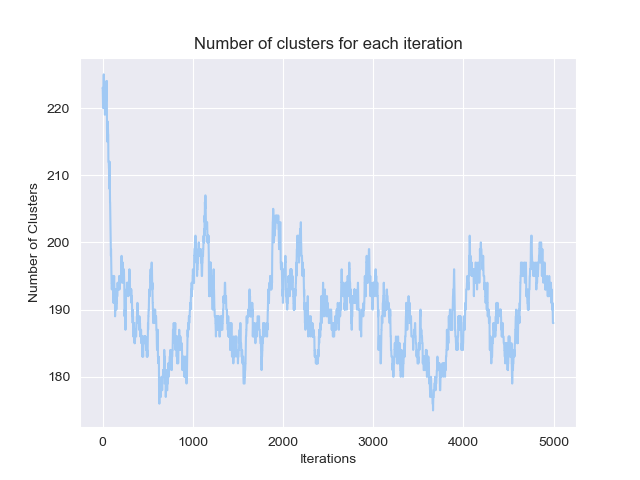 Number of clusters for each iteration
220
210
200
190
180
Number of Clusters
0 1000 2000 3000 4000 5000
Iterations